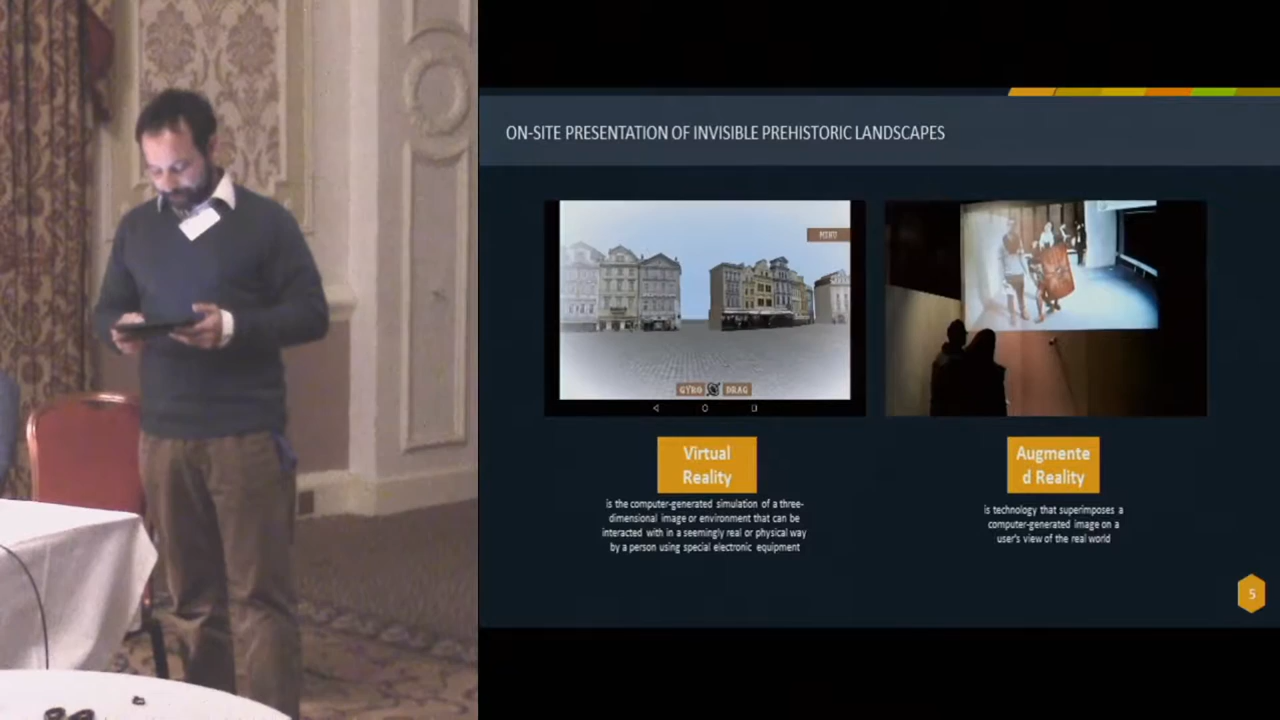 ON-SITE PRESENTATION OF INVISIBLE PREHISTORIC LANDSCAPES
MENU
GYRO DRAG
Virtual
Reality
is the computer-generated simulation of a three-
dimensional image or environment that can be
interacted with in a seemingly real or physical way
by a person using special electronic equipment
Augmente
d Reality
is technology that superimposes a
computer-generated image on a
user's view of the real world
5